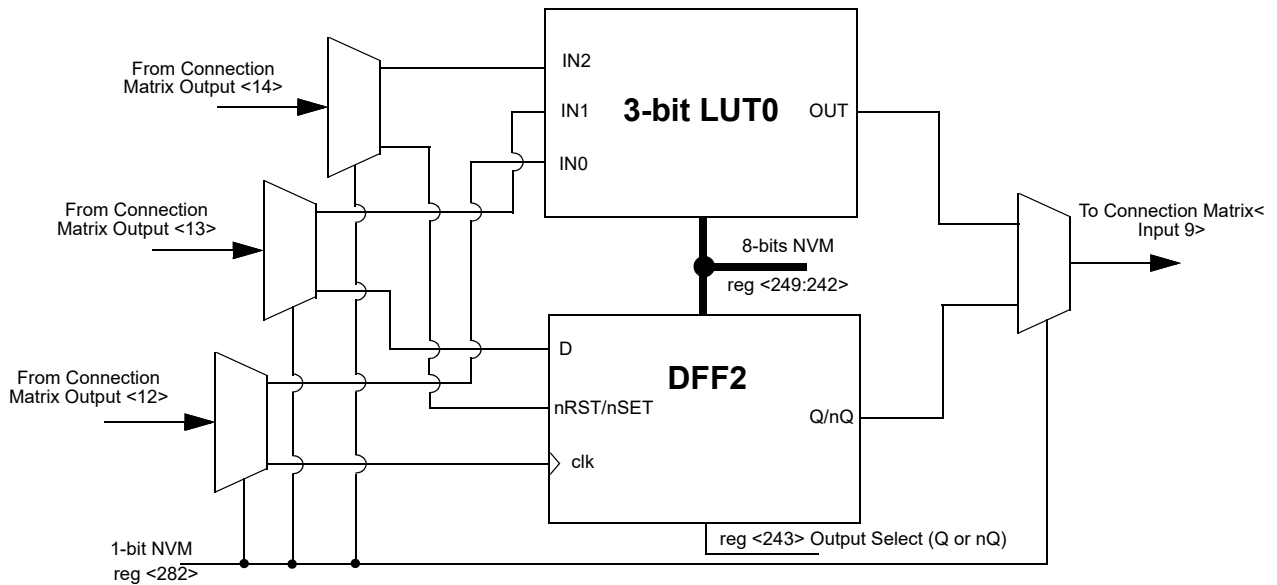 From Connection
Matrix Output <14>
IN2
IN1
IN0
3-bit LUT0
OUT
From Connection
Matrix Output <13>
To Connection Matrix<
Input 9>
8-bits NVM
reg <249:242>
From Connection
Matrix Output <12>
D
DFF2
nRST/nSET
Q/nQ
clk
reg <243> Output Select (Q or nQ)
1-bit NVM
reg <282>